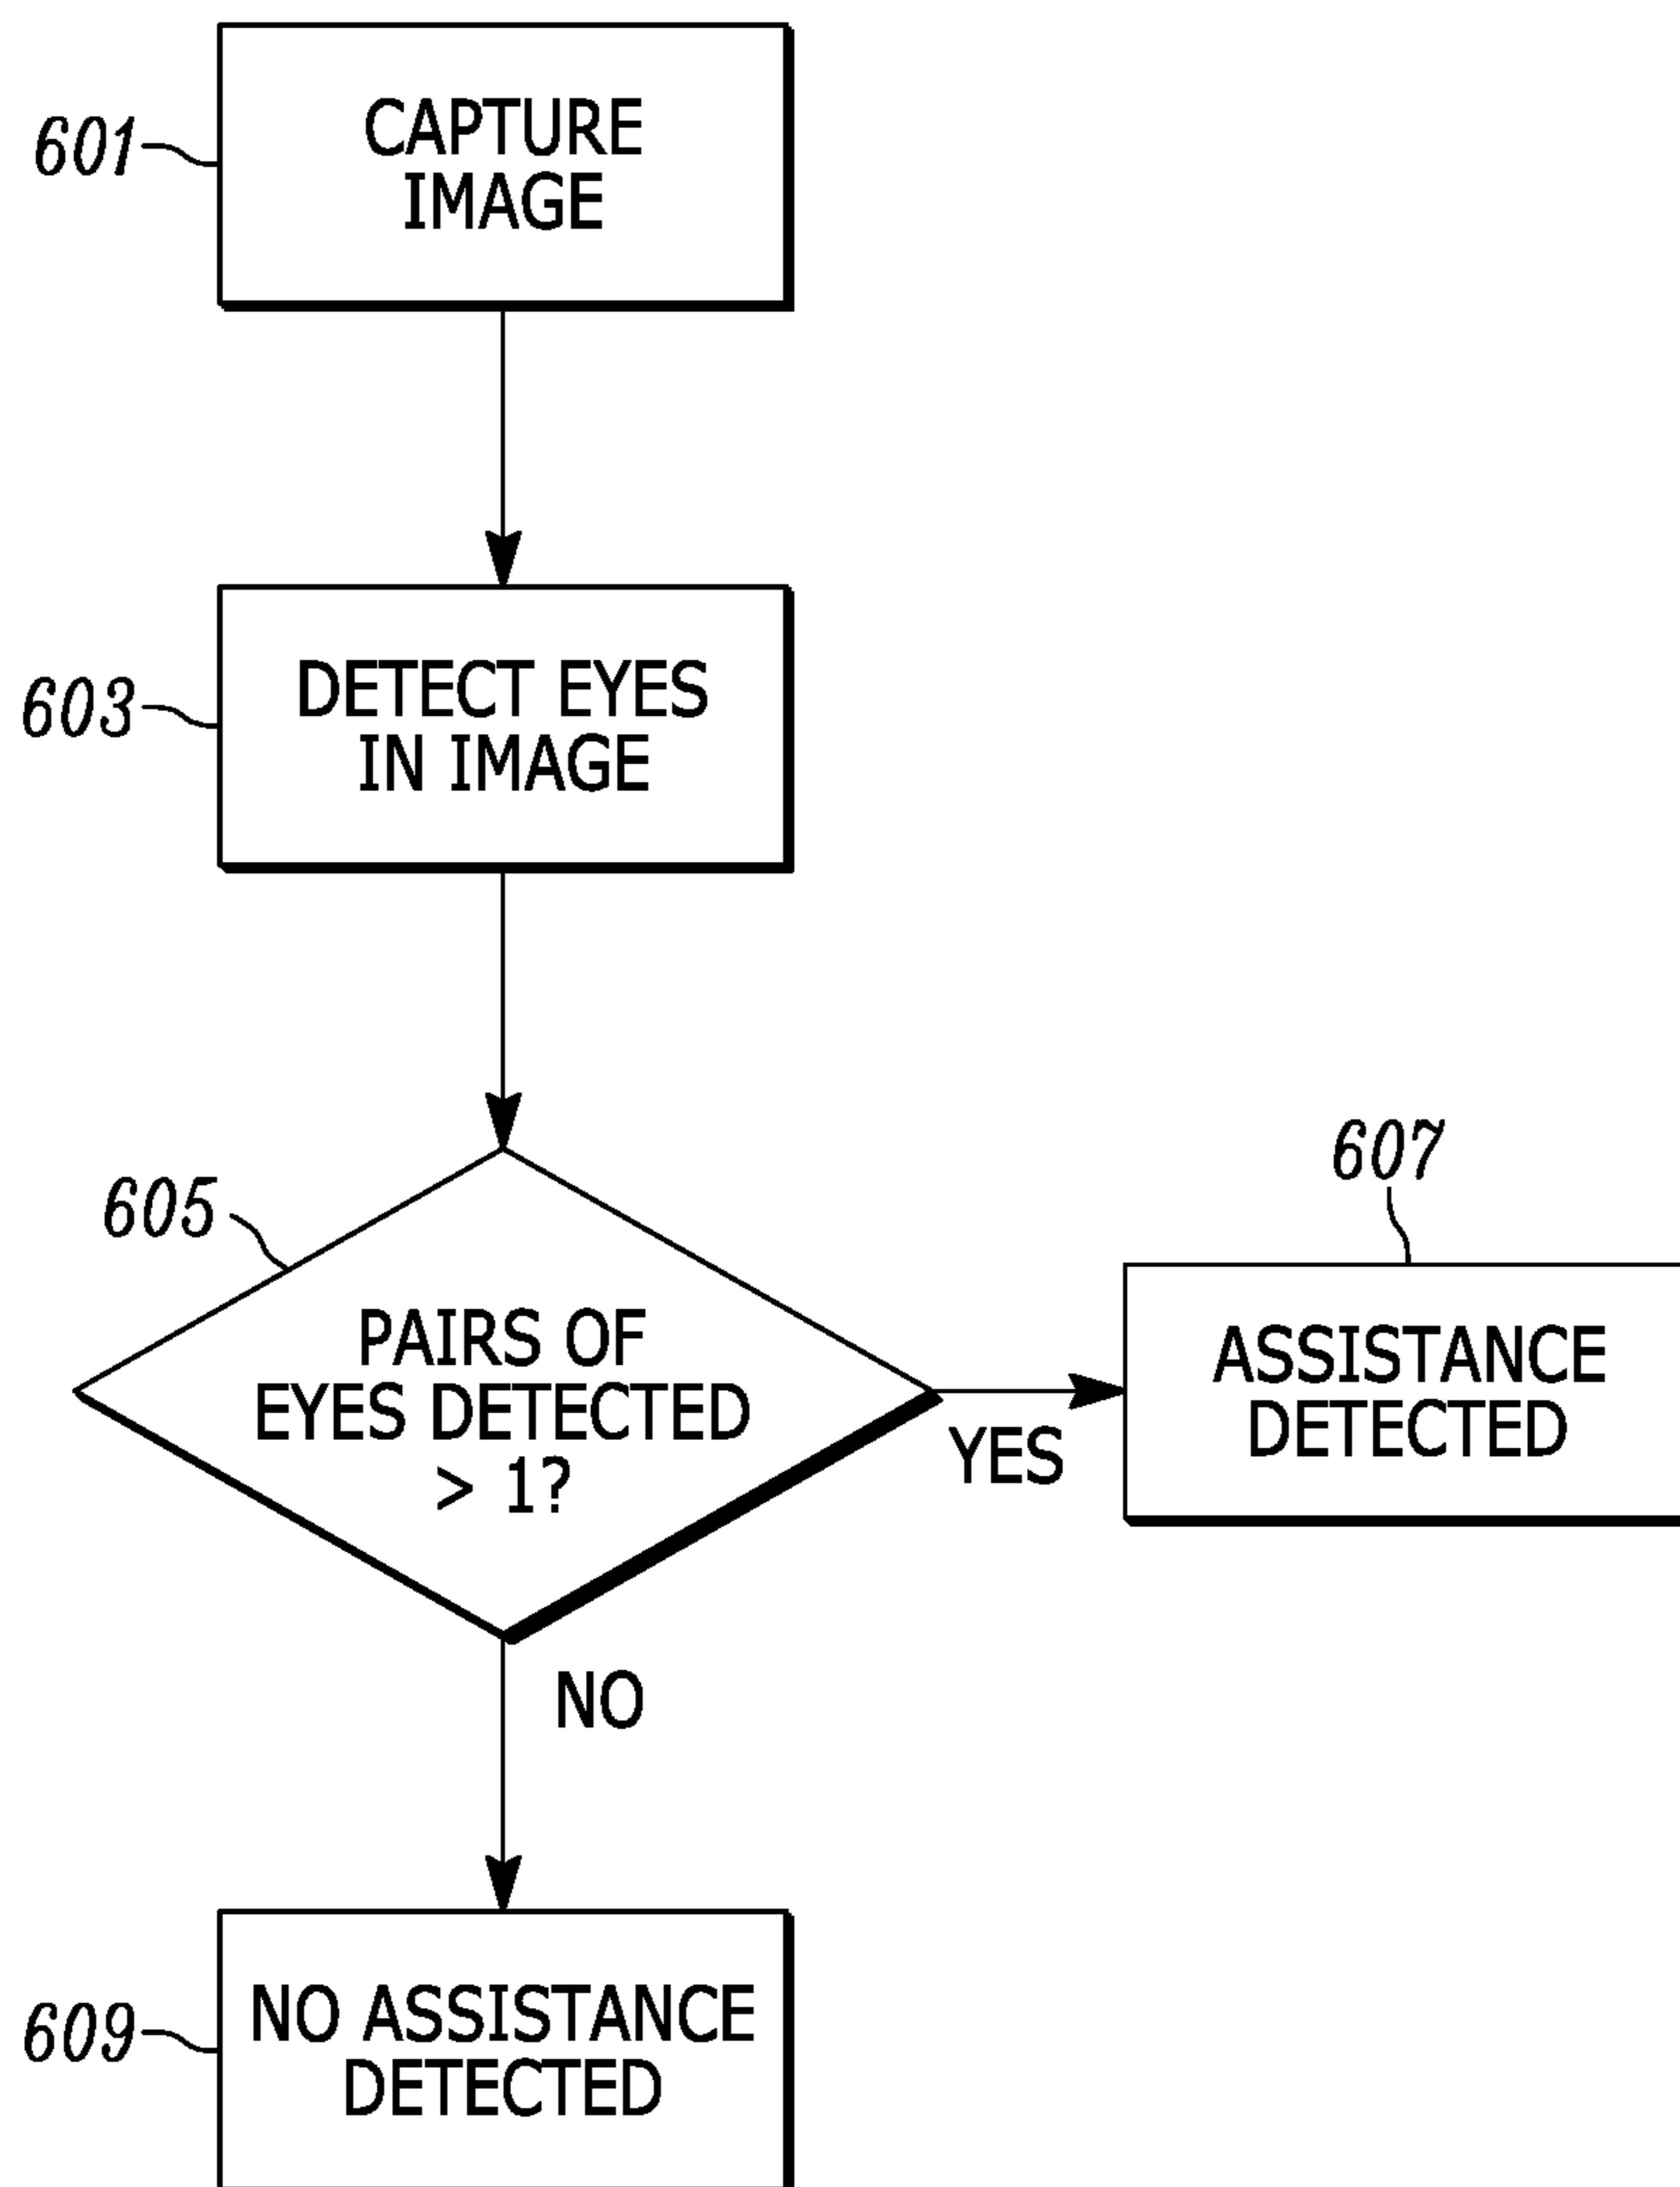 601
CAPTURE
IMAGE
603
DETECT EYES
IN IMAGE
605
PAIRS OF
EYES DETECTED
> 1?
YES
607
ASSISTANCE
DETECTED
NO
609
NO ASSISTANCE
DETECTED